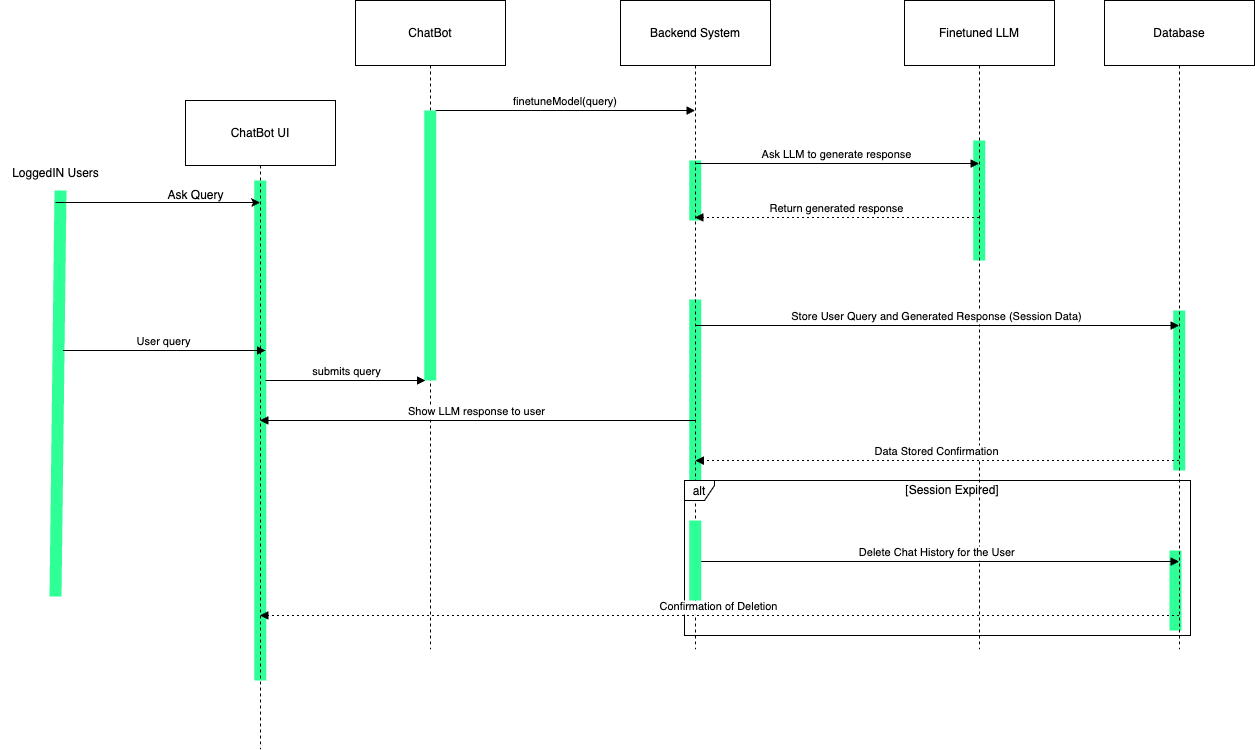 ChatBot
Backend System
Finetuned LLM
Database
finetuneModel(query)
ChatBot UI
Ask LLM to generate response
LoggedIN Users
Ask Query
Return generated response
Store User Query and Generated Response (Session Data)
User query
submits query
Show LLM response to user
Data Stored Confirmation
alt
[Session Expired]
Delete Chat History for the User
Confirmation of Deletion